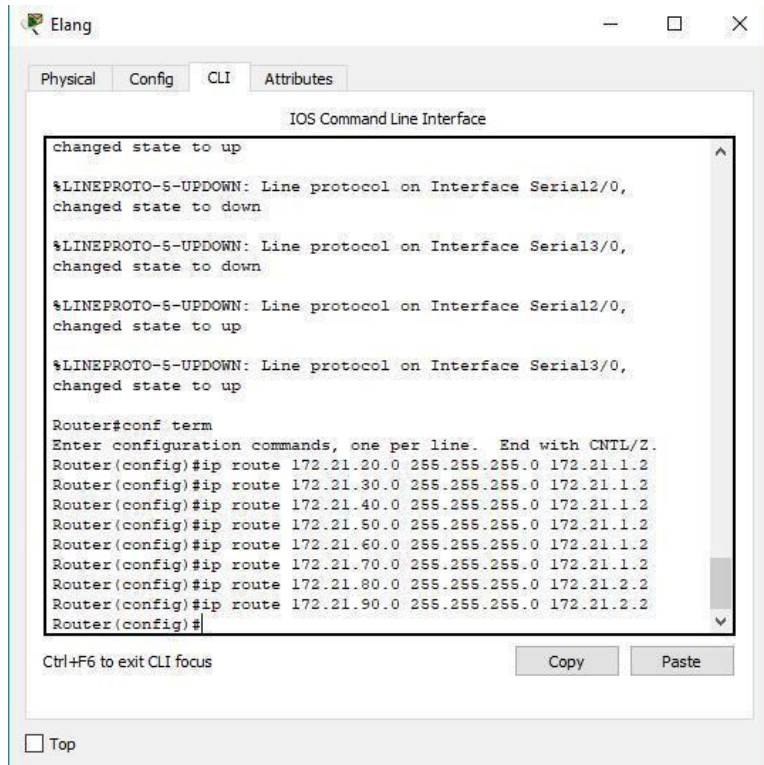 Elang
Physical Config CLI Attributes
IOS Command Line Interface
changed state to up
%LINEPROTO-5-UPDOWN: Line protocol on Interface Serial2/0,
changed state to down
%LINEPROTO-5-UPDOWN: Line protocol on Interface Serial3/0,
changed state to down
%LINEPROTO-5-UPDOWN: Line protocol on Interface Serial2/0,
changed state to up
%LINEPROTO-5-UPDOWN: Line protocol on Interface Serial3/0,
changed state to up
Router#conf term
Enter configuration commands, one per line.  End with CNTL/Z.
Router(config)#ip route 172.21.20.0 255.255.255.0 172.21.1.2
Router(config)#ip route 172.21.30.0 255.255.255.0 172.21.1.2
Router(config)#ip route 172.21.40.0 255.255.255.0 172.21.1.2
Router(config)#ip route 172.21.50.0 255.255.255.0 172.21.1.2
Router(config)#ip route 172.21.60.0 255.255.255.0 172.21.1.2
Router(config)#ip route 172.21.70.0 255.255.255.0 172.21.1.2
Router(config)#ip route 172.21.80.0 255.255.255.0 172.21.2.2
Router(config)#ip route 172.21.90.0 255.255.255.0 172.21.2.2
Router(config)#
Ctrl+F6 to exit CLI focus Copy Paste
Top